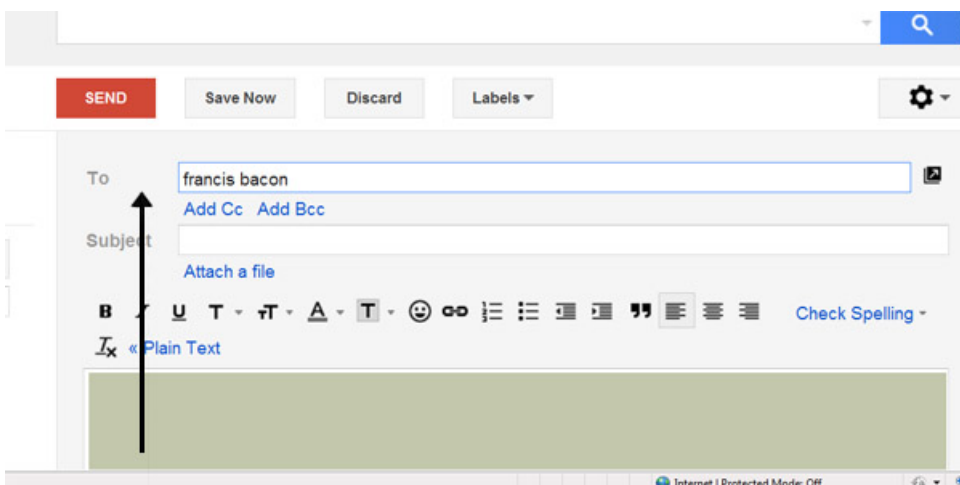 SEND Save Now Discard Labels
To francis bacon
Add Cc Add Bcc
Subject
Attach a file
B I U T T A T Check Spelling
Tx « Plain Text
Internet | Protected Mode: Off